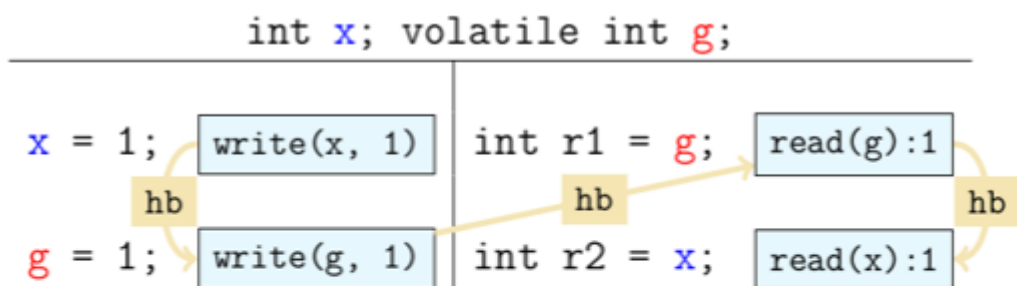 int x; volatile int g;
x = 1; write(x, 1) int r1 = g; read(g):1
hb hb hb
g = 1; write(g, 1) int r2 = x; read(x):1